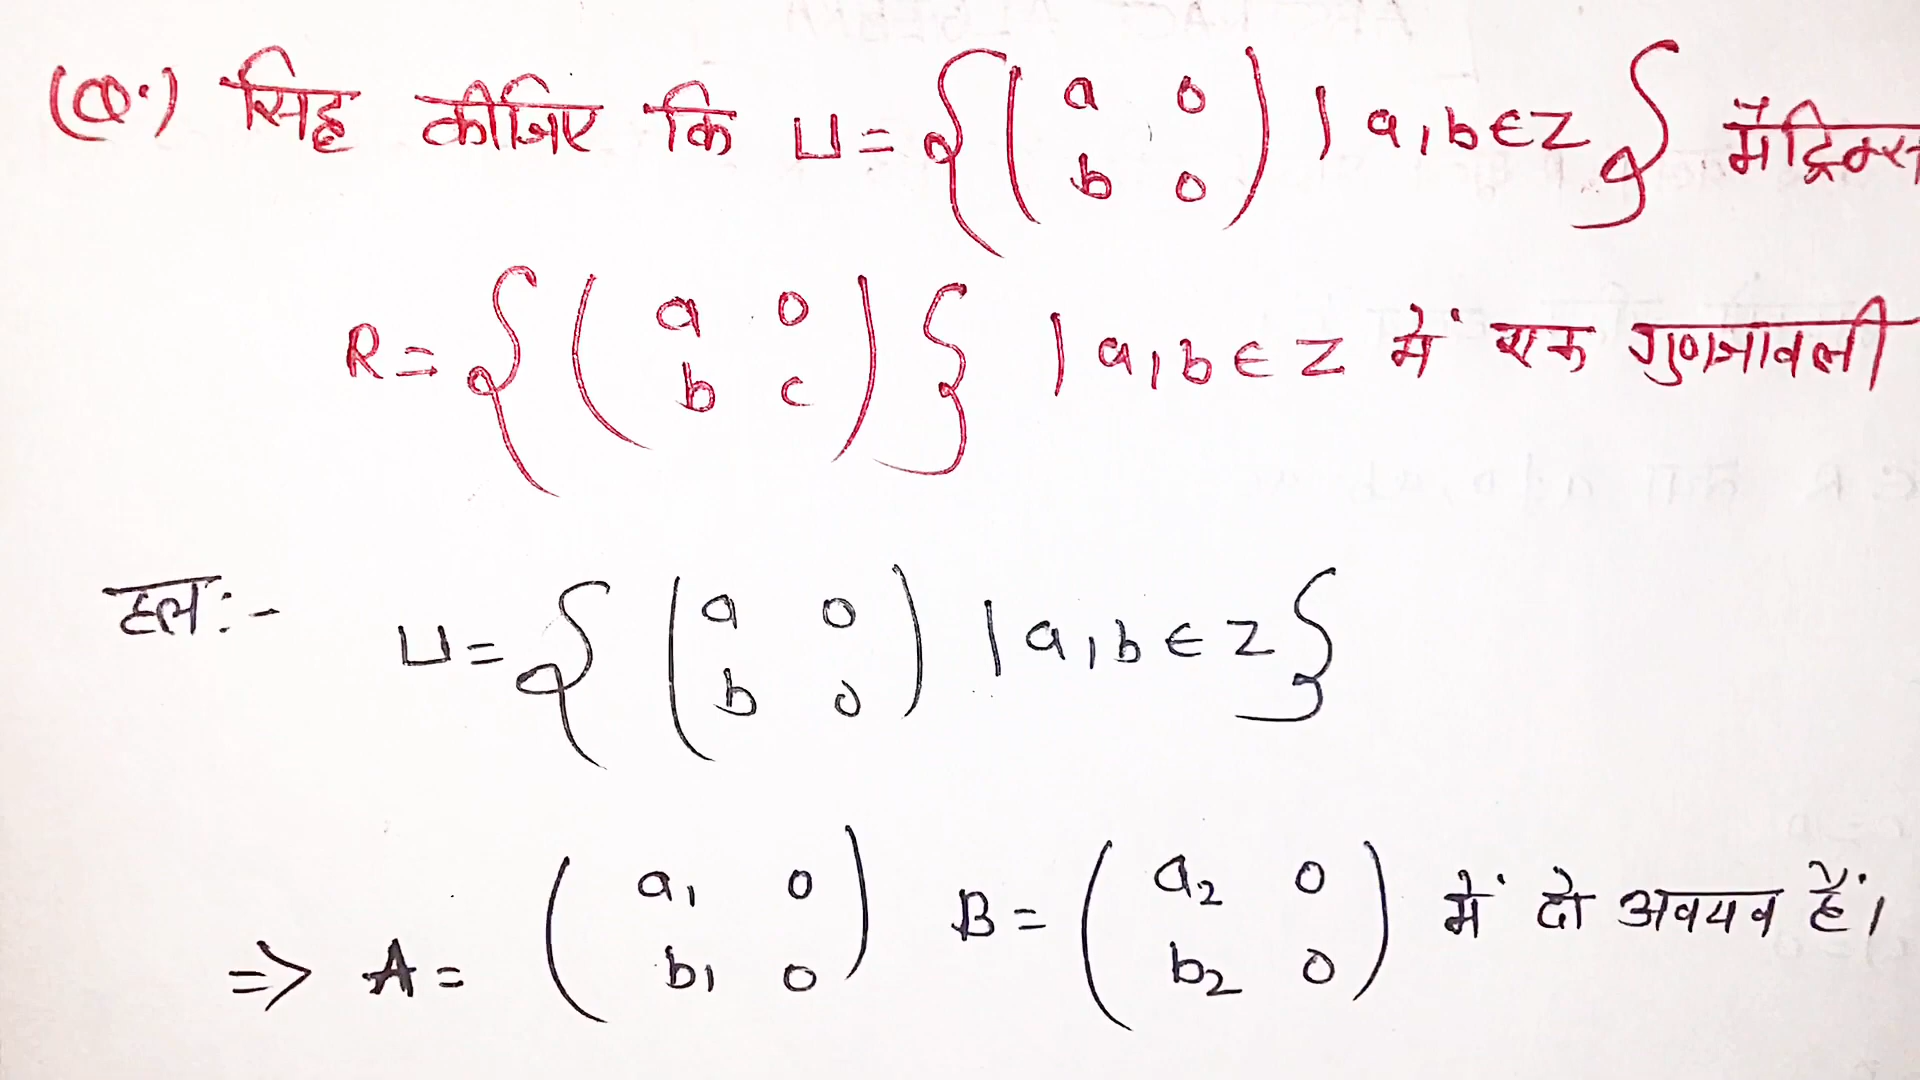 (Q.) सिद्ध कीजिए कि U = { ( a 0 ) | a, b ∈ Z } मैट्रिक्स
b 0
R = { ( a 0 ) } | a, b ∈ Z में एक गुणजावली
b c
हल :- U = { ( a 0 ) | a, b ∈ Z }
b 0
⇒ A = ( a₁ 0 ) B = ( a₂ 0 ) में दो अवयव हैं।
b₁ 0 b₂ 0